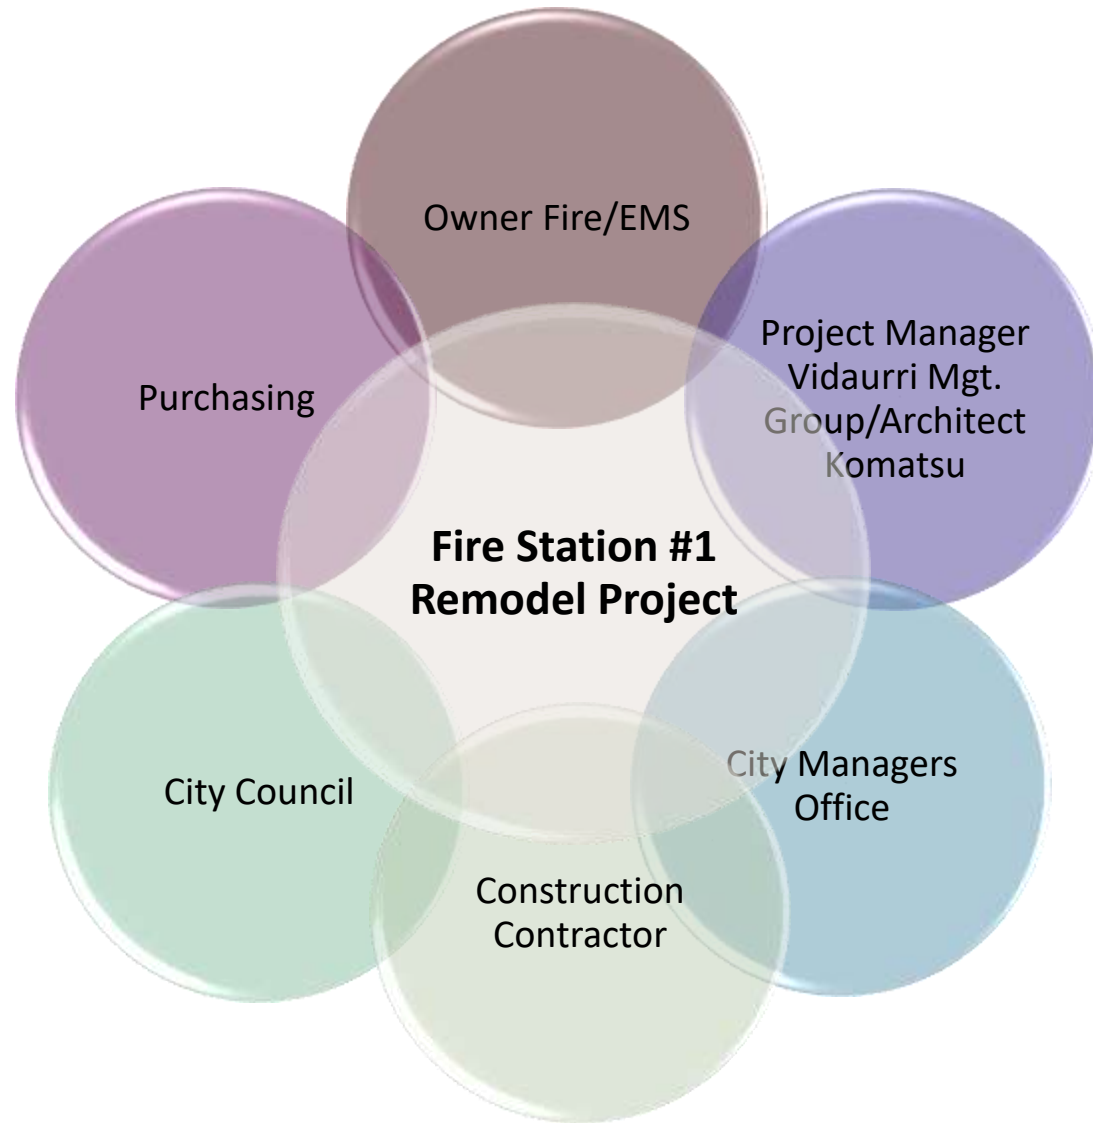 Owner Fire/EMS
Project Manager
Vidaurri Mgt.
Group/Architect
Komatsu
Purchasing
Fire Station #1
Remodel Project
City Managers
Office
City Council
Construction
Contractor